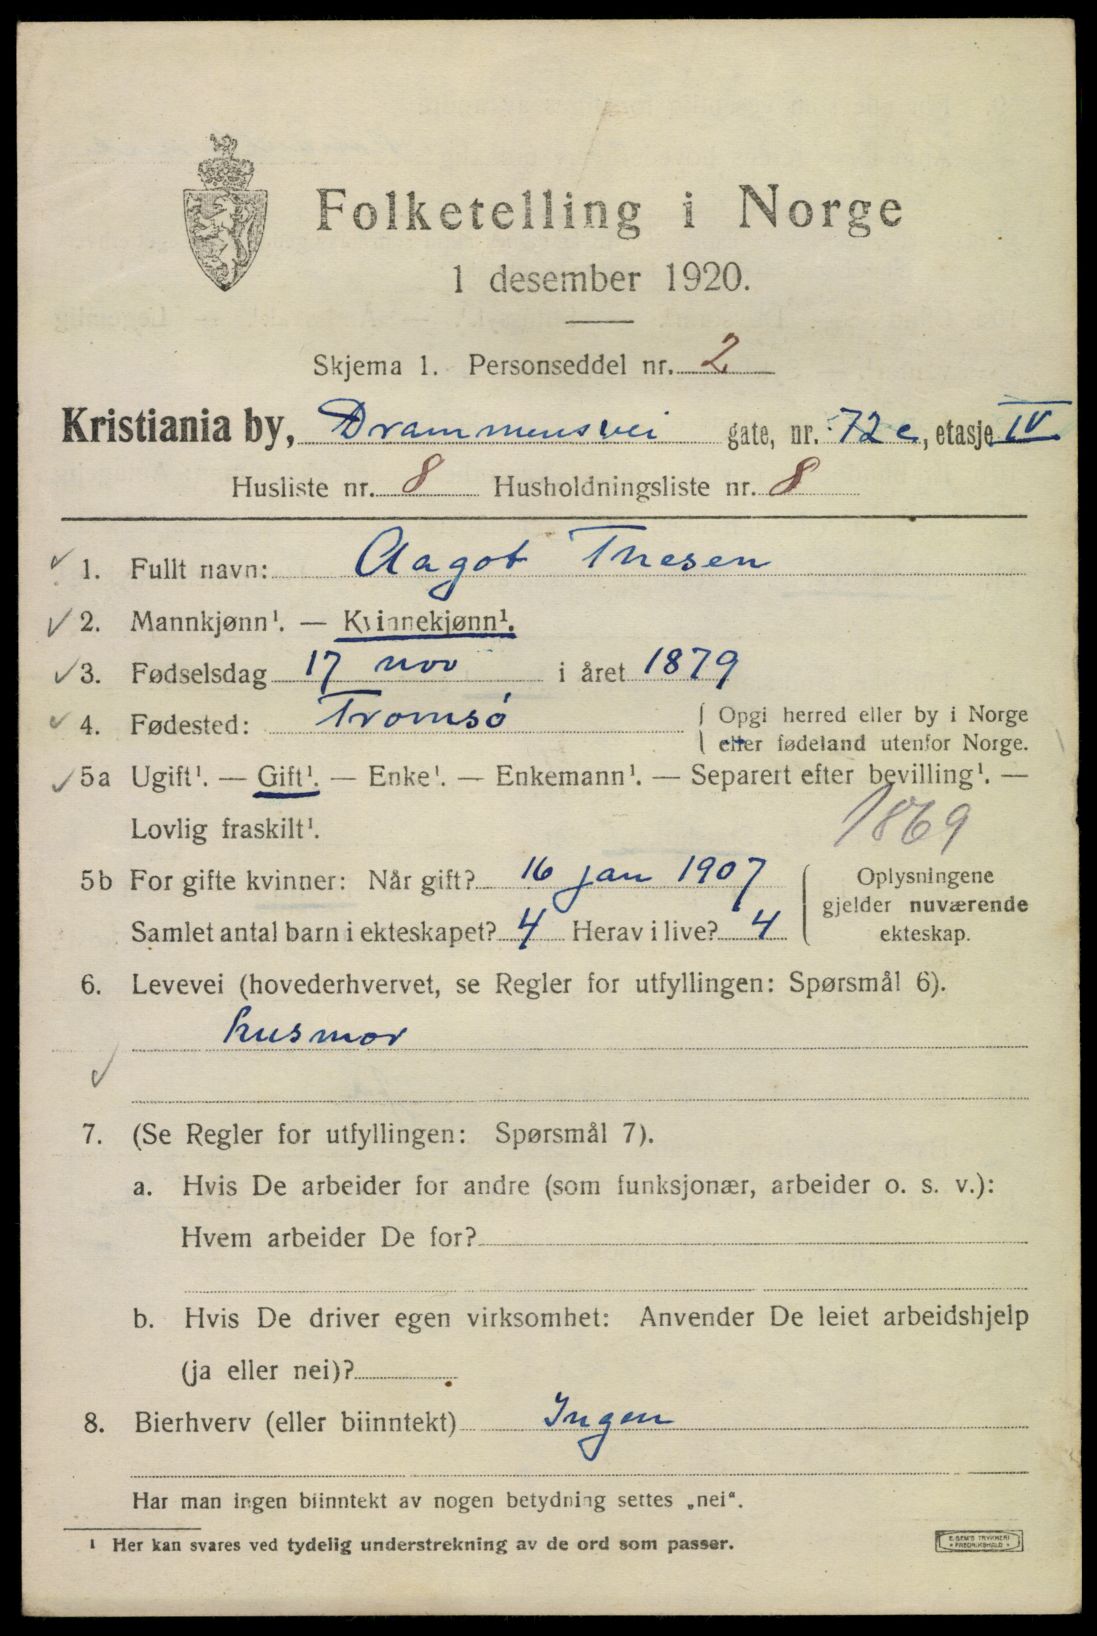 Folketelling i Norge
1 desember 1920.
Skjema 1. Personseddel nr. 2
Kristiania by, Drammensvei gate, nr. 72 c, etasje IV
Husliste nr. 8 Husholdningsliste nr. 8
1. Fullt navn: Aagot Thesen
2. Mannkjønn¹. — Kvinnekjønn¹.
3. Fødselsdag 17 nov i året 1879
4. Fødested: Tromsö { Opgi herred eller by i Norge
eller fødeland utenfor Norge.
5a Ugift¹. — Gift¹. — Enke¹. — Enkemann¹. — Separert efter bevilling¹. —
Lovlig fraskilt¹.
1869
5b For gifte kvinner: Når gift? 16 jan 1907
Samlet antal barn i ekteskapet? 4 Herav i live? 4
{ Oplysningene
gjelder nuværende
ekteskap.
6. Levevei (hovederhvervet, se Regler for utfyllingen: Spørsmål 6).
husmor
7. (Se Regler for utfyllingen: Spørsmål 7).
a. Hvis De arbeider for andre (som funksjonær, arbeider o. s. v.):
Hvem arbeider De for?
b. Hvis De driver egen virksomhet: Anvender De leiet arbeidshjelp
(ja eller nei)?
8. Bierhverv (eller biinntekt) Ingen
Har man ingen biinntekt av nogen betydning settes „nei“.
¹ Her kan svares ved tydelig understrekning av de ord som passer.
E. SEM'S TRYKKERI
FREDRIKSHALD